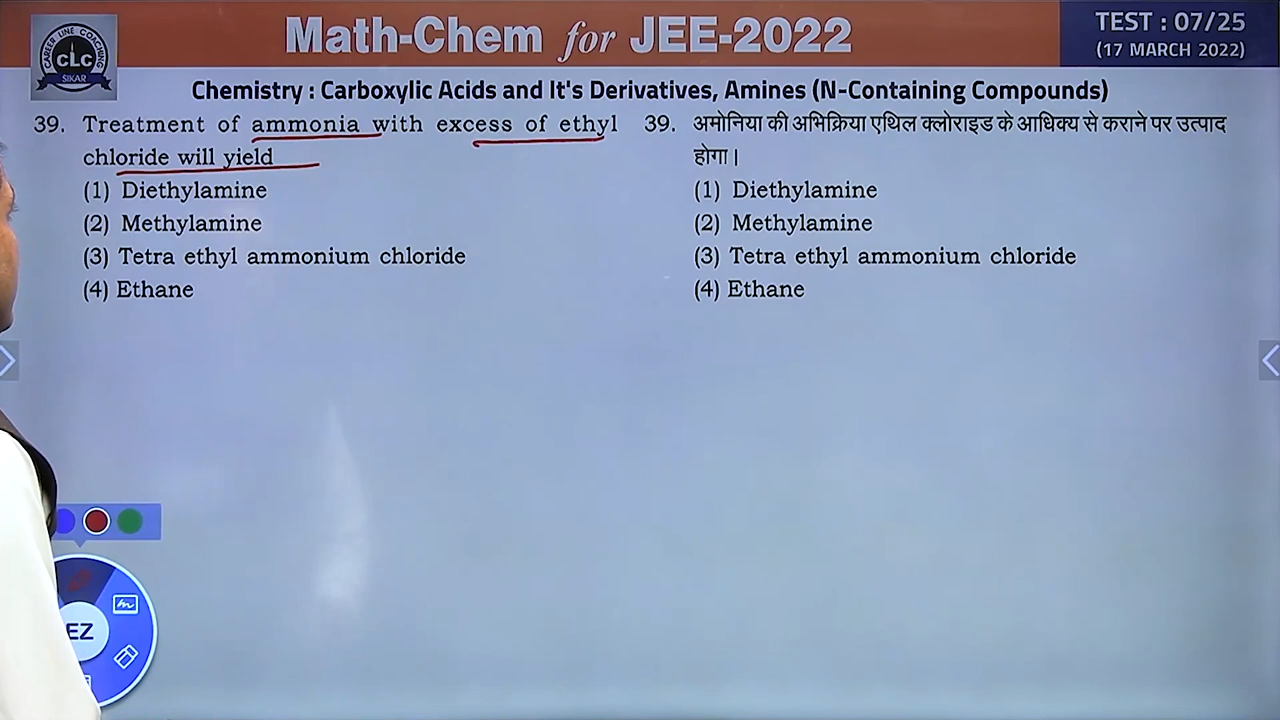 CAREER LINE COACHING
CLC
SIKAR
Math-Chem for JEE-2022
TEST : 07/25
(17 MARCH 2022)
Chemistry : Carboxylic Acids and It's Derivatives, Amines (N-Containing Compounds)
39. Treatment of ammonia with excess of ethyl
chloride will yield
(1) Diethylamine
(2) Methylamine
(3) Tetra ethyl ammonium chloride
(4) Ethane
39. अमोनिया की अभिक्रिया एथिल क्लोराइड के आधिक्य से कराने पर उत्पाद
होगा।
(1) Diethylamine
(2) Methylamine
(3) Tetra ethyl ammonium chloride
(4) Ethane
EZ